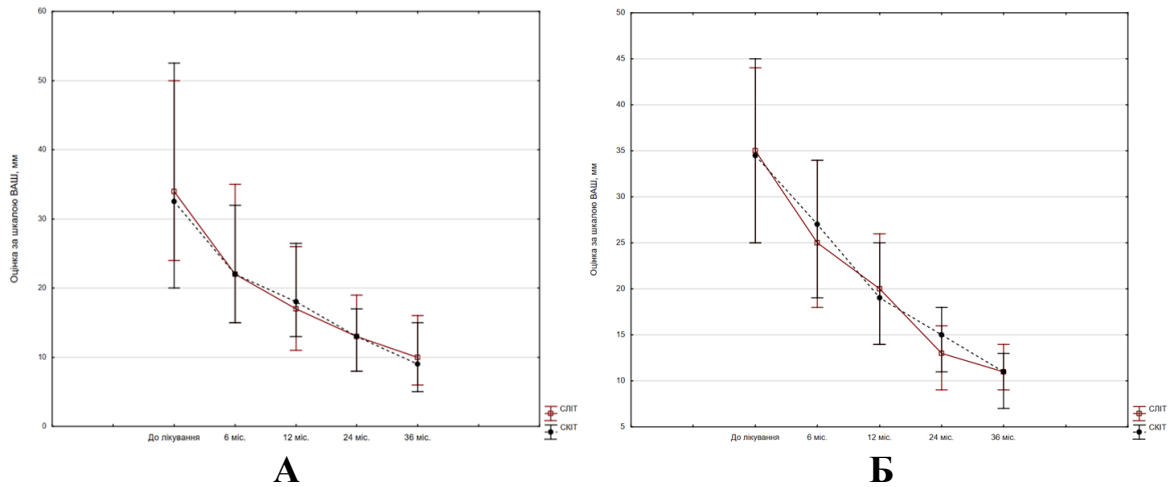 60
50
40
30
20
10
0
Оцінка за шкалою ВАШ, мм
До лікування 6 міс. 12 міс. 24 міс. 36 міс.
СЛІТ
СКІТ
А
50
45
40
35
30
25
20
15
10
5
Оцінка за шкалою ВАШ, мм
До лікування 6 міс. 12 міс. 24 міс. 36 міс.
СЛІТ
СКІТ
Б